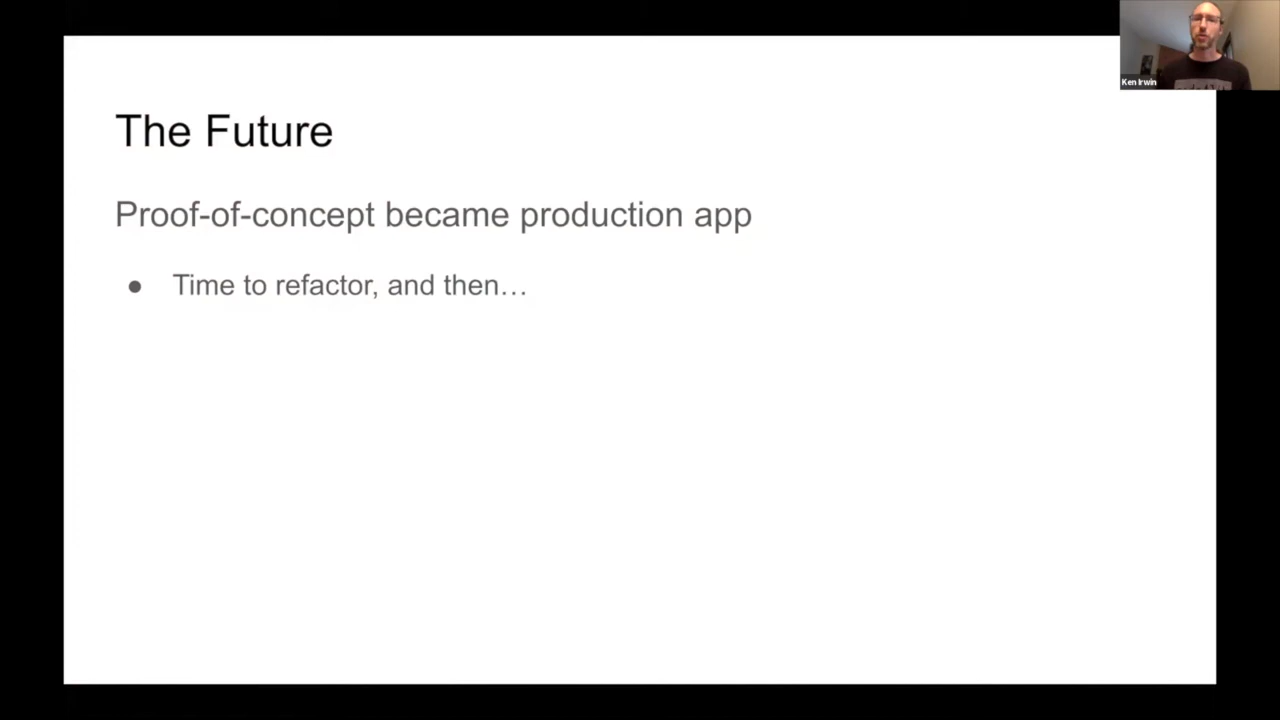 The Future
Proof-of-concept became production app
● Time to refactor, and then…
Ken Irwin